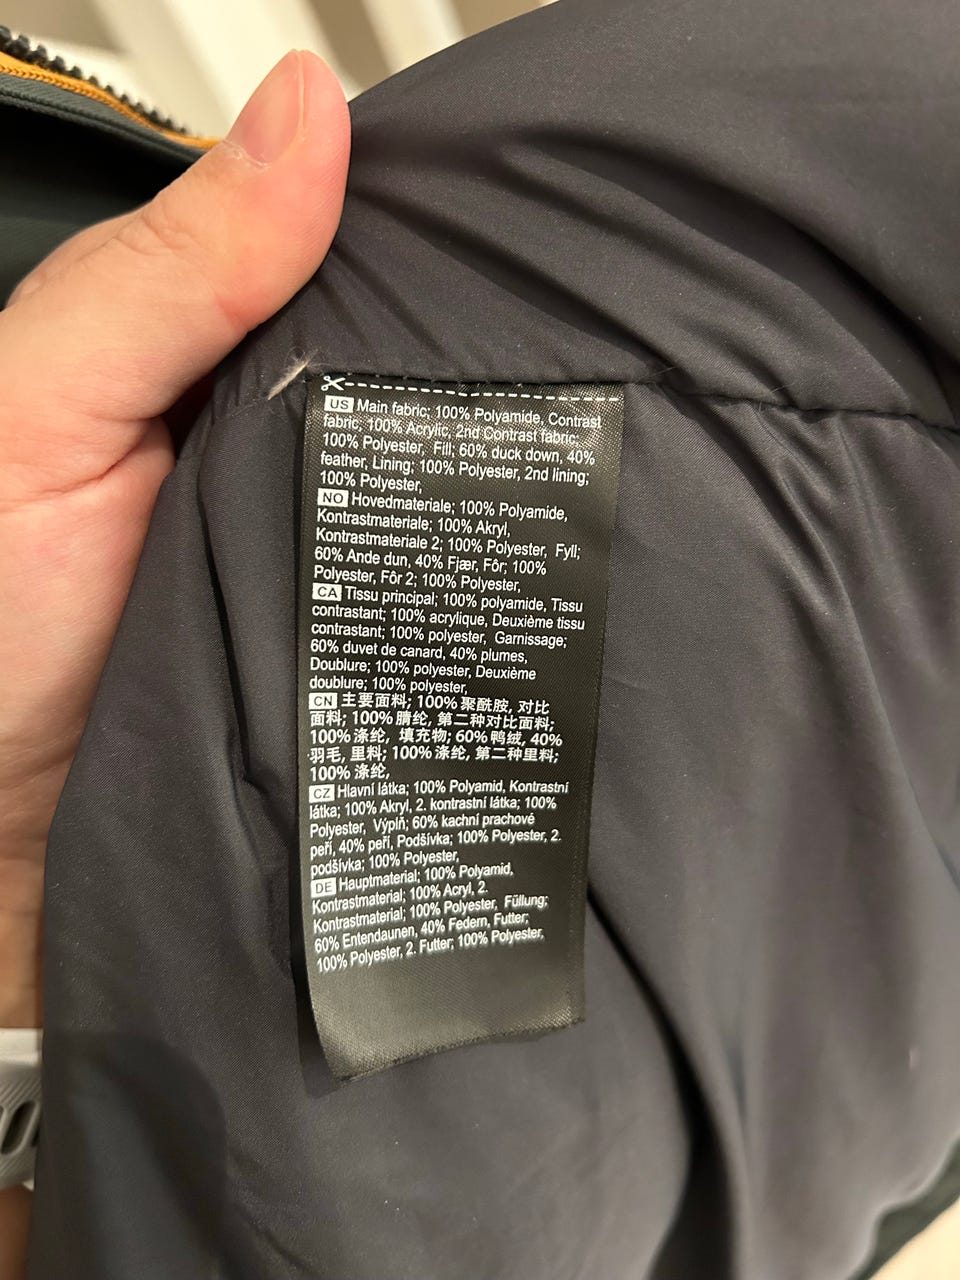 US Main fabric; 100% Polyamide, Contrast
fabric; 100% Acrylic, 2nd Contrast fabric;
100% Polyester, Fill; 60% duck down, 40%
feather, Lining; 100% Polyester, 2nd lining;
100% Polyester,
NO Hovedmateriale; 100% Polyamide,
Kontrastmateriale; 100% Akryl,
Kontrastmateriale 2; 100% Polyester, Fyll;
60% Ande dun, 40% Fjær, Fôr; 100%
Polyester, Fôr 2; 100% Polyester,
CA Tissu principal; 100% polyamide, Tissu
contrastant; 100% acrylique, Deuxième tissu
contrastant; 100% polyester, Garnissage;
60% duvet de canard, 40% plumes,
Doublure; 100% polyester, Deuxième
doublure; 100% polyester,
CN 主要面料; 100% 聚酰胺, 对比
面料; 100% 腈纶, 第二种对比面料;
100% 涤纶, 填充物; 60% 鸭绒, 40%
羽毛, 里料; 100% 涤纶, 第二种里料;
100% 涤纶,
CZ Hlavní látka; 100% Polyamid, Kontrastní
látka; 100% Akryl, 2. kontrastní látka; 100%
Polyester, Výplň; 60% kachní prachové
peří, 40% peří, Podšívka; 100% Polyester, 2.
podšívka; 100% Polyester,
DE Hauptmaterial; 100% Polyamid,
Kontrastmaterial; 100% Acryl, 2.
Kontrastmaterial; 100% Polyester, Füllung;
60% Entendaunen, 40% Federn, Futter;
100% Polyester, 2. Futter; 100% Polyester,